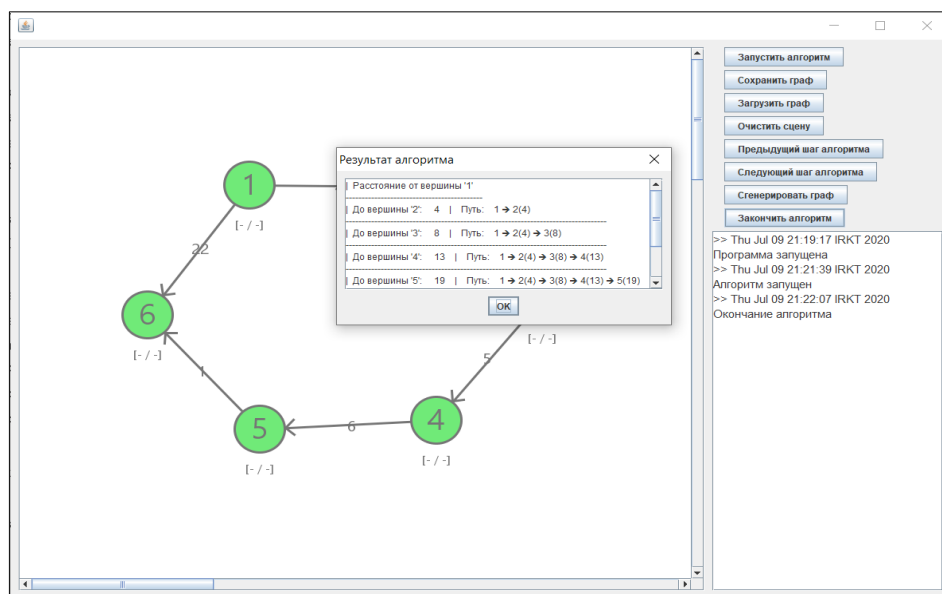 Запустить алгоритм
Сохранить граф
Загрузить граф
Очистить сцену
Предыдущий шаг алгоритма
Следующий шаг алгоритма
Сгенерировать граф
Закончить алгоритм
>> Thu Jul 09 21:19:17 IRKT 2020
Программа запущена
>> Thu Jul 09 21:21:39 IRKT 2020
Алгоритм запущен
>> Thu Jul 09 21:22:07 IRKT 2020
Окончание алгоритма
Результат алгоритма
| Расстояние от вершины '1'
| До вершины '2': 4 | Путь: 1 → 2(4)
| До вершины '3': 8 | Путь: 1 → 2(4) → 3(8)
| До вершины '4': 13 | Путь: 1 → 2(4) → 3(8) → 4(13)
| До вершины '5': 19 | Путь: 1 → 2(4) → 3(8) → 4(13) → 5(19)
OK
1
[- / -]
22
6
[- / -]
[- / -]
5
1
5
6
4
[- / -]
[- / -]